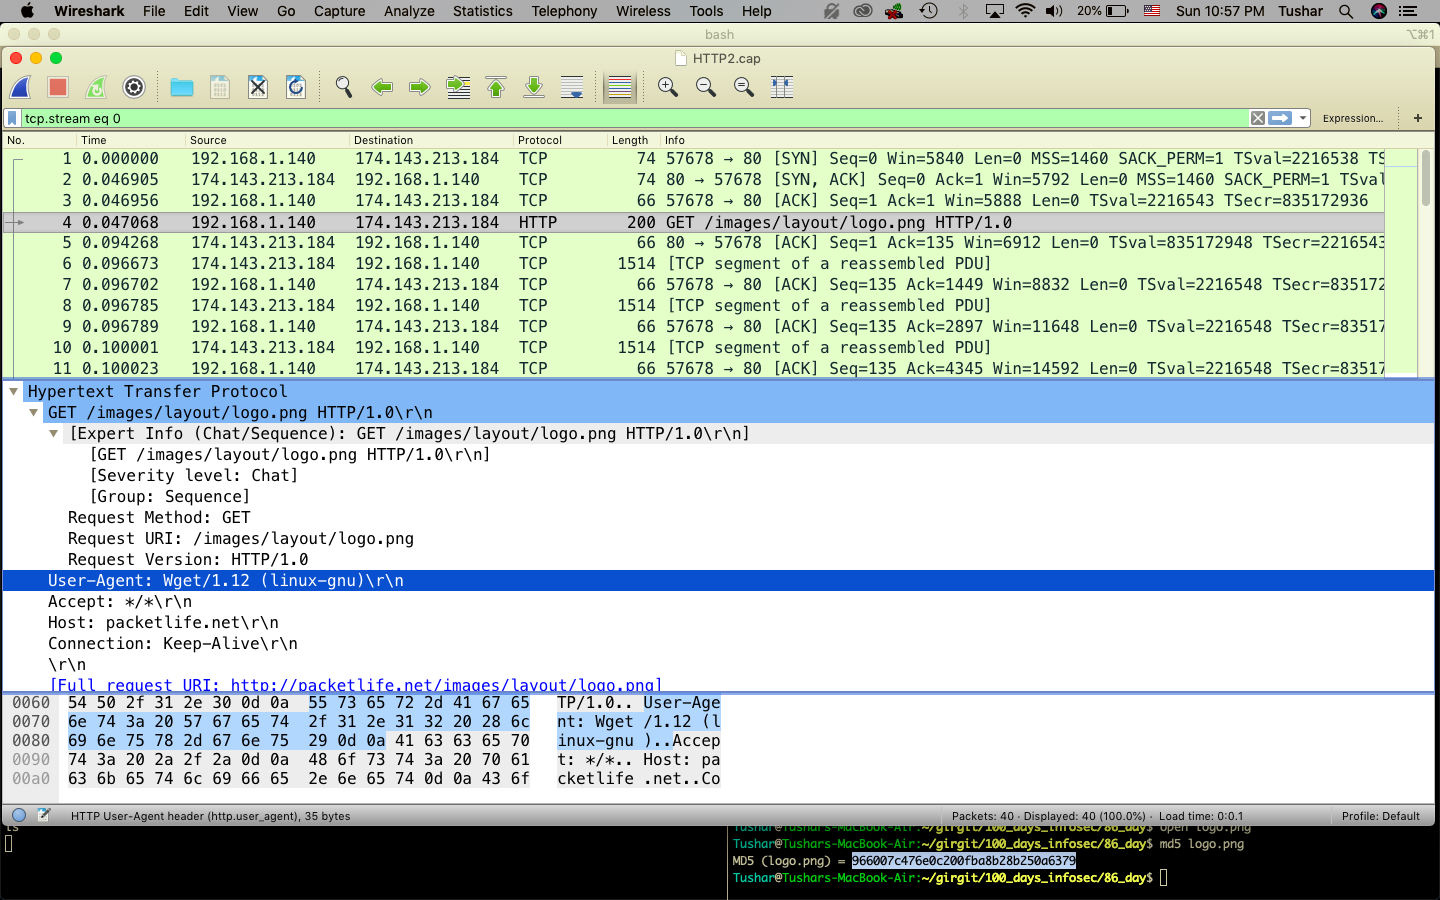 Wireshark File Edit View Go Capture Analyze Statistics Telephony Wireless Tools Help 20% Sun 10:57 PM Tushar
bash ⌥⌘1
HTTP2.cap
tcp.stream eq 0 Expression... +
No. Time Source Destination Protocol Length Info
1 0.000000 192.168.1.140 174.143.213.184 TCP 74 57678 → 80 [SYN] Seq=0 Win=5840 Len=0 MSS=1460 SACK_PERM=1 TSval=2216538 TS
2 0.046905 174.143.213.184 192.168.1.140 TCP 74 80 → 57678 [SYN, ACK] Seq=0 Ack=1 Win=5792 Len=0 MSS=1460 SACK_PERM=1 TSval
3 0.046956 192.168.1.140 174.143.213.184 TCP 66 57678 → 80 [ACK] Seq=1 Ack=1 Win=5888 Len=0 TSval=2216543 TSecr=835172936
4 0.047068 192.168.1.140 174.143.213.184 HTTP 200 GET /images/layout/logo.png HTTP/1.0
5 0.094268 174.143.213.184 192.168.1.140 TCP 66 80 → 57678 [ACK] Seq=1 Ack=135 Win=6912 Len=0 TSval=835172948 TSecr=2216543
6 0.096673 174.143.213.184 192.168.1.140 TCP 1514 [TCP segment of a reassembled PDU]
7 0.096702 192.168.1.140 174.143.213.184 TCP 66 57678 → 80 [ACK] Seq=135 Ack=1449 Win=8832 Len=0 TSval=2216548 TSecr=835172
8 0.096785 174.143.213.184 192.168.1.140 TCP 1514 [TCP segment of a reassembled PDU]
9 0.096789 192.168.1.140 174.143.213.184 TCP 66 57678 → 80 [ACK] Seq=135 Ack=2897 Win=11648 Len=0 TSval=2216548 TSecr=83517
10 0.100001 174.143.213.184 192.168.1.140 TCP 1514 [TCP segment of a reassembled PDU]
11 0.100023 192.168.1.140 174.143.213.184 TCP 66 57678 → 80 [ACK] Seq=135 Ack=4345 Win=14592 Len=0 TSval=2216548 TSecr=83517
Hypertext Transfer Protocol
GET /images/layout/logo.png HTTP/1.0\r\n
[Expert Info (Chat/Sequence): GET /images/layout/logo.png HTTP/1.0\r\n]
[GET /images/layout/logo.png HTTP/1.0\r\n]
[Severity level: Chat]
[Group: Sequence]
Request Method: GET
Request URI: /images/layout/logo.png
Request Version: HTTP/1.0
User-Agent: Wget/1.12 (linux-gnu)\r\n
Accept: */*\r\n
Host: packetlife.net\r\n
Connection: Keep-Alive\r\n
\r\n
[Full request URI: http://packetlife.net/images/layout/logo.png]
0060 54 50 2f 31 2e 30 0d 0a 55 73 65 72 2d 41 67 65 TP/1.0.. User-Age
0070 6e 74 3a 20 57 67 65 74 2f 31 2e 31 32 20 28 6c nt: Wget /1.12 (l
0080 69 6e 75 78 2d 67 6e 75 29 0d 0a 41 63 63 65 70 inux-gnu )..Accep
0090 74 3a 20 2a 2f 2a 0d 0a 48 6f 73 74 3a 20 70 61 t: */*.. Host: pa
00a0 63 6b 65 74 6c 69 66 65 2e 6e 65 74 0d 0a 43 6f cketlife .net..Co
HTTP User-Agent header (http.user_agent), 35 bytes Packets: 40 · Displayed: 40 (100.0%) · Load time: 0:0.1 Profile: Default
ls
Tushar@Tushars-MacBook-Air:~/girgit/100_days_infosec/86_day$ open logo.png
Tushar@Tushars-MacBook-Air:~/girgit/100_days_infosec/86_day$ md5 logo.png
MD5 (logo.png) = 966007c476e0c200fba8b28b250a6379
Tushar@Tushars-MacBook-Air:~/girgit/100_days_infosec/86_day$